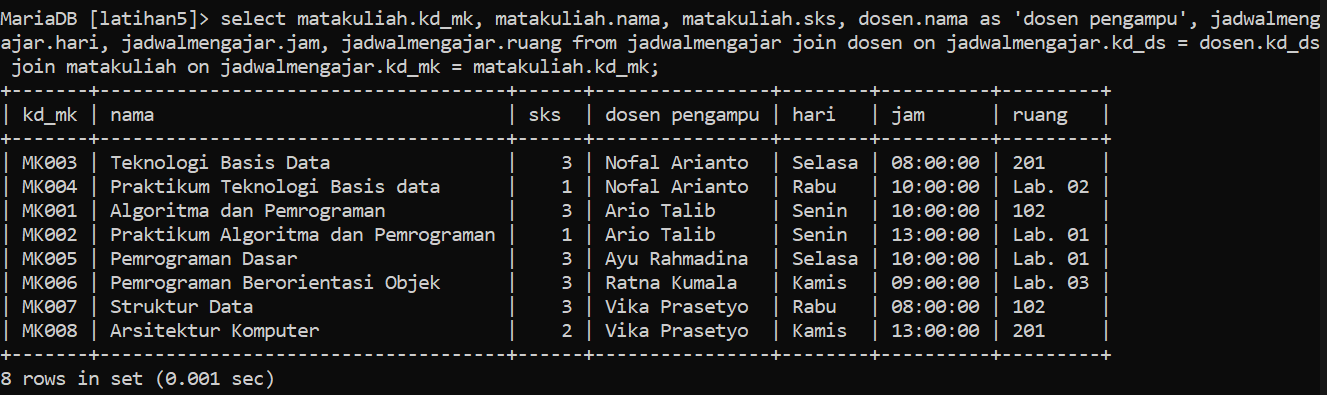 MariaDB [latihan5]> select matakuliah.kd_mk, matakuliah.nama, matakuliah.sks, dosen.nama as 'dosen pengampu', jadwalmeng
ajar.hari, jadwalmengajar.jam, jadwalmengajar.ruang from jadwalmengajar join dosen on jadwalmengajar.kd_ds = dosen.kd_ds
 join matakuliah on jadwalmengajar.kd_mk = matakuliah.kd_mk;
+-------+-------------------------------------+------+----------------+--------+----------+---------+
| kd_mk | nama                                | sks  | dosen pengampu | hari   | jam      | ruang   |
+-------+-------------------------------------+------+----------------+--------+----------+---------+
| MK003 | Teknologi Basis Data                |    3 | Nofal Arianto  | Selasa | 08:00:00 | 201     |
| MK004 | Praktikum Teknologi Basis data      |    1 | Nofal Arianto  | Rabu   | 10:00:00 | Lab. 02 |
| MK001 | Algoritma dan Pemrograman           |    3 | Ario Talib     | Senin  | 10:00:00 | 102     |
| MK002 | Praktikum Algoritma dan Pemrograman |    1 | Ario Talib     | Senin  | 13:00:00 | Lab. 01 |
| MK005 | Pemrograman Dasar                   |    3 | Ayu Rahmadina  | Selasa | 10:00:00 | Lab. 01 |
| MK006 | Pemrograman Berorientasi Objek      |    3 | Ratna Kumala   | Kamis  | 09:00:00 | Lab. 03 |
| MK007 | Struktur Data                       |    3 | Vika Prasetyo  | Rabu   | 08:00:00 | 102     |
| MK008 | Arsitektur Komputer                 |    2 | Vika Prasetyo  | Kamis  | 13:00:00 | 201     |
+-------+-------------------------------------+------+----------------+--------+----------+---------+
8 rows in set (0.001 sec)